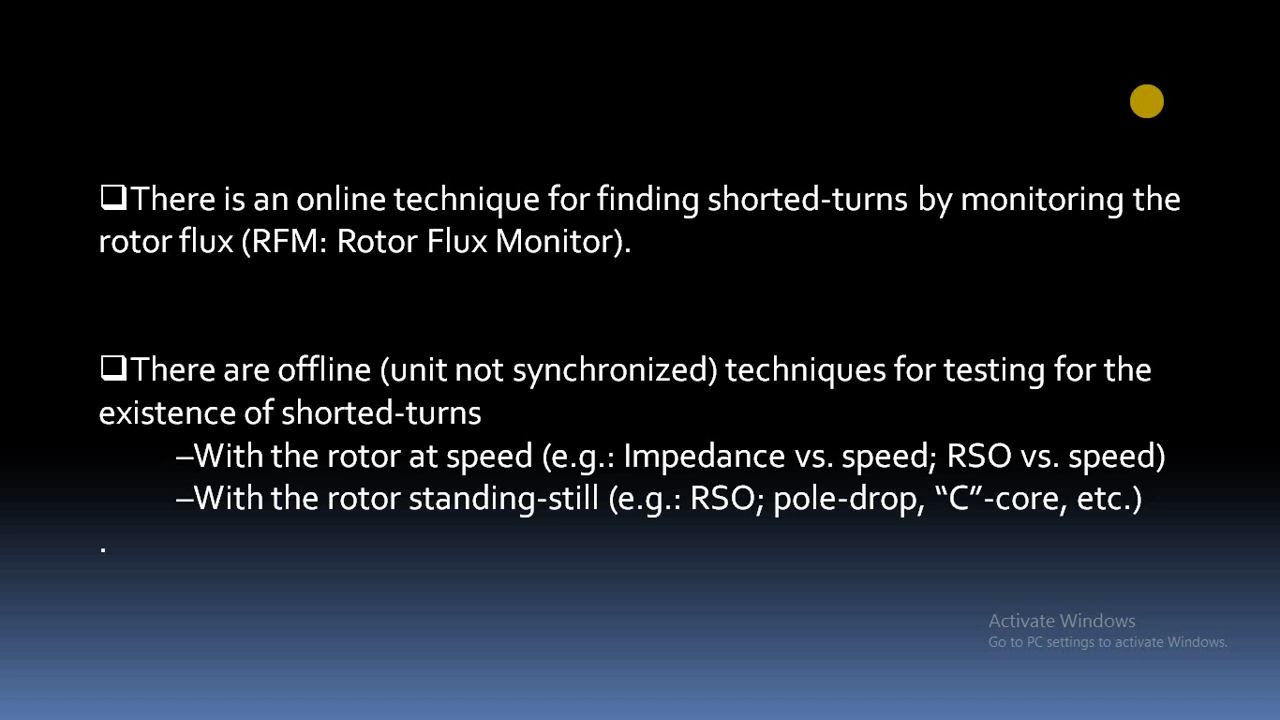 ❑There is an online technique for finding shorted-turns by monitoring the
rotor flux (RFM: Rotor Flux Monitor).
❑There are offline (unit not synchronized) techniques for testing for the
existence of shorted-turns
–With the rotor at speed (e.g.: Impedance vs. speed; RSO vs. speed)
–With the rotor standing-still (e.g.: RSO; pole-drop, “C”-core, etc.)
.
Activate Windows
Go to PC settings to activate Windows.